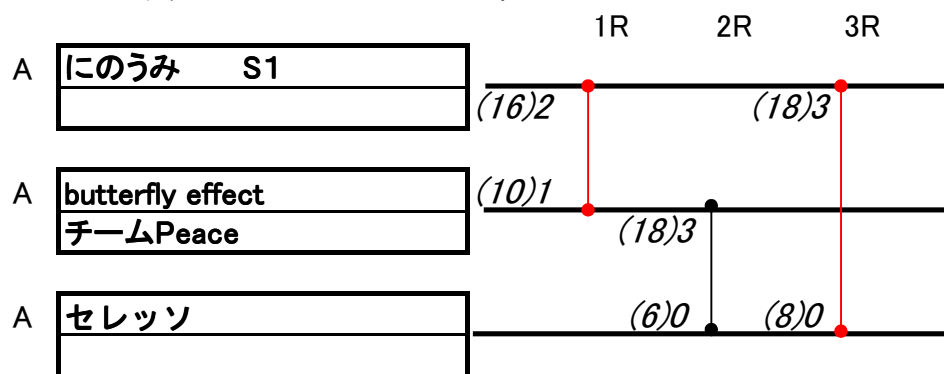 1R 2R 3R
A にのうみ S1
(16)2 (18)3
A butterfly effect (10)1
チームPeace (18)3
A セレッソ (6)0 (8)0